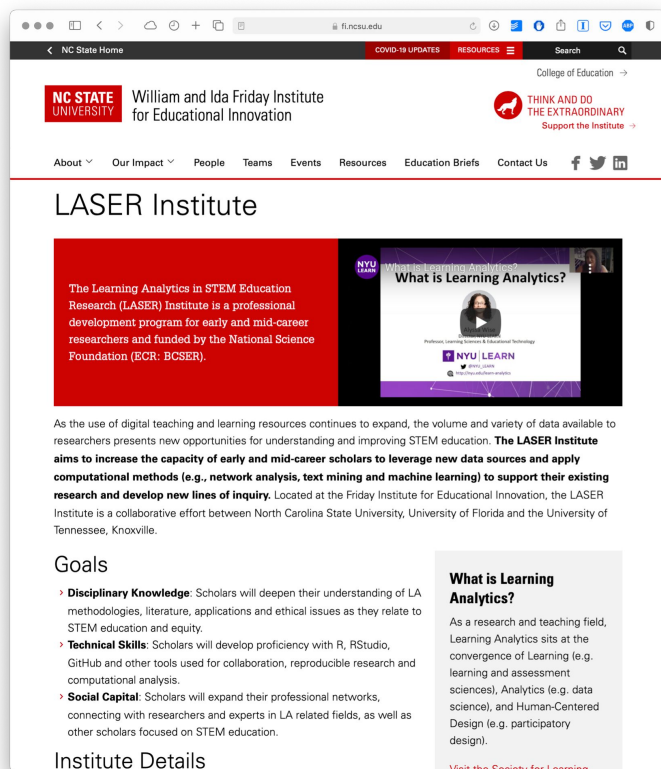 fi.ncsu.edu
NC State Home
COVID-19 UPDATES
RESOURCES
Search
College of Education →
NC STATE
UNIVERSITY
William and Ida Friday Institute
for Educational Innovation
THINK AND DO
THE EXTRAORDINARY
Support the Institute →
About
Our Impact
People
Teams
Events
Resources
Education Briefs
Contact Us
LASER Institute
The Learning Analytics in STEM Education
Research (LASER) Institute is a professional
development program for early and mid-career
researchers and funded by the National Science
Foundation (ECR: BCSER).
NYU
LEARN
What is Learning Analytics?
What is Learning Analytics?
Professor, Learning Sciences & Educational Technology
NYU LEARN
@NYU_LEARN
http://nyu.edu/learn-analytics
As the use of digital teaching and learning resources continues to expand, the volume and variety of data available to
researchers presents new opportunities for understanding and improving STEM education. The LASER Institute
aims to increase the capacity of early and mid-career scholars to leverage new data sources and apply
computational methods (e.g., network analysis, text mining and machine learning) to support their existing
research and develop new lines of inquiry. Located at the Friday Institute for Educational Innovation, the LASER
Institute is a collaborative effort between North Carolina State University, University of Florida and the University of
Tennessee, Knoxville.
Goals
Disciplinary Knowledge: Scholars will deepen their understanding of LA
methodologies, literature, applications and ethical issues as they relate to
STEM education and equity.
Technical Skills: Scholars will develop proficiency with R, RStudio,
GitHub and other tools used for collaboration, reproducible research and
computational analysis.
Social Capital: Scholars will expand their professional networks,
connecting with researchers and experts in LA related fields, as well as
other scholars focused on STEM education.
Institute Details
What is Learning
Analytics?
As a research and teaching field,
Learning Analytics sits at the
convergence of Learning (e.g.
learning and assessment
sciences), Analytics (e.g. data
science), and Human-Centered
Design (e.g. participatory
design).
Visit the Society for Learning